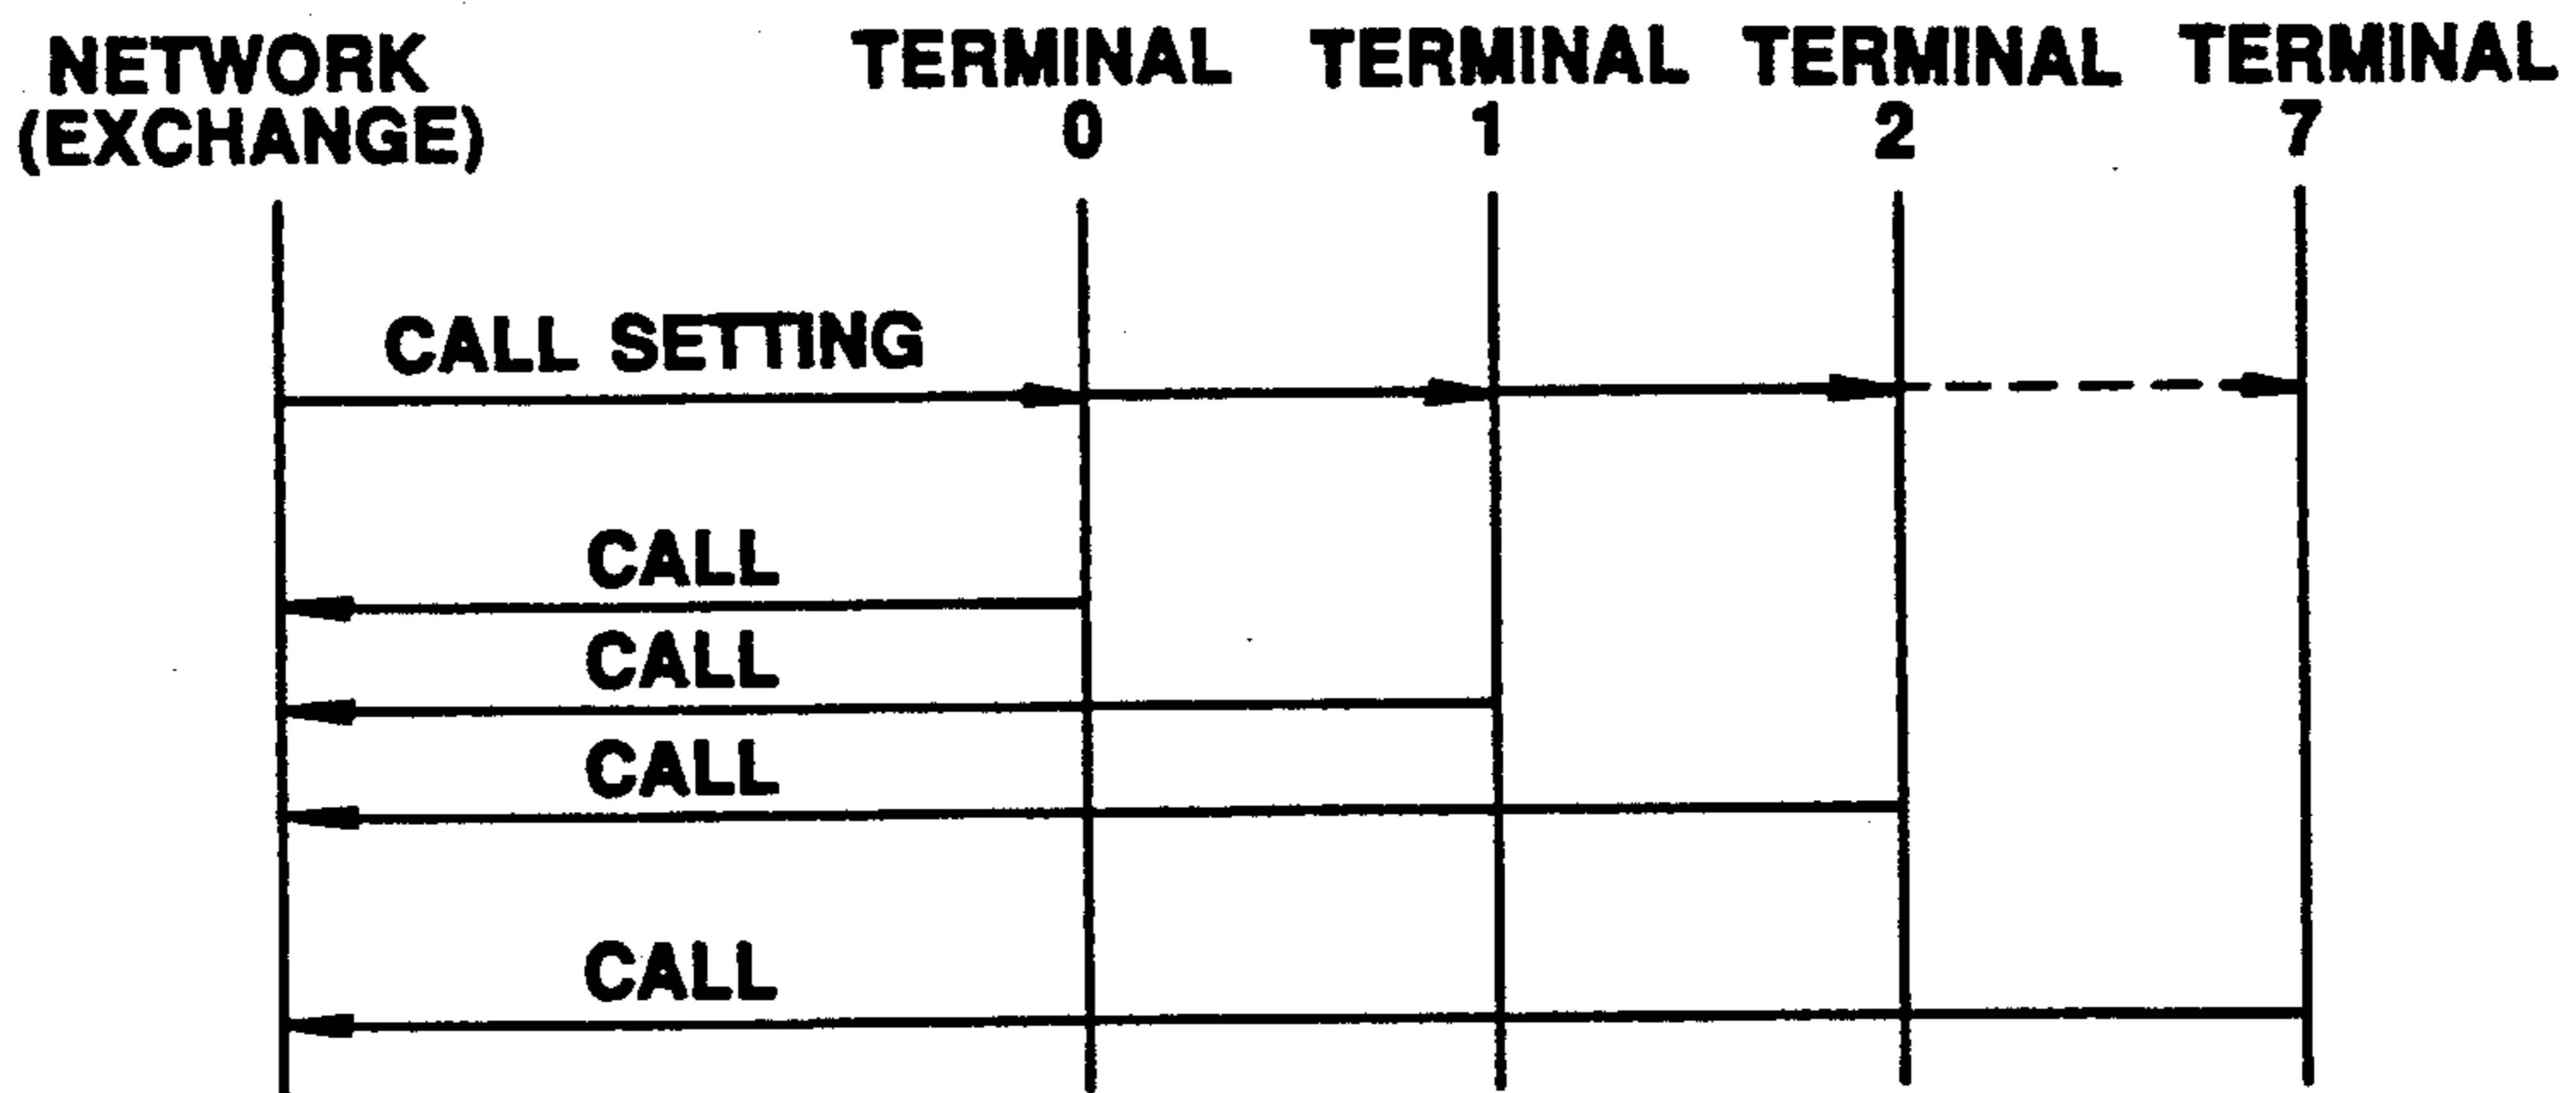 NETWORK
(EXCHANGE)
TERMINAL
0
TERMINAL
1
TERMINAL
2
TERMINAL
7
CALL SETTING
CALL
CALL
CALL
CALL